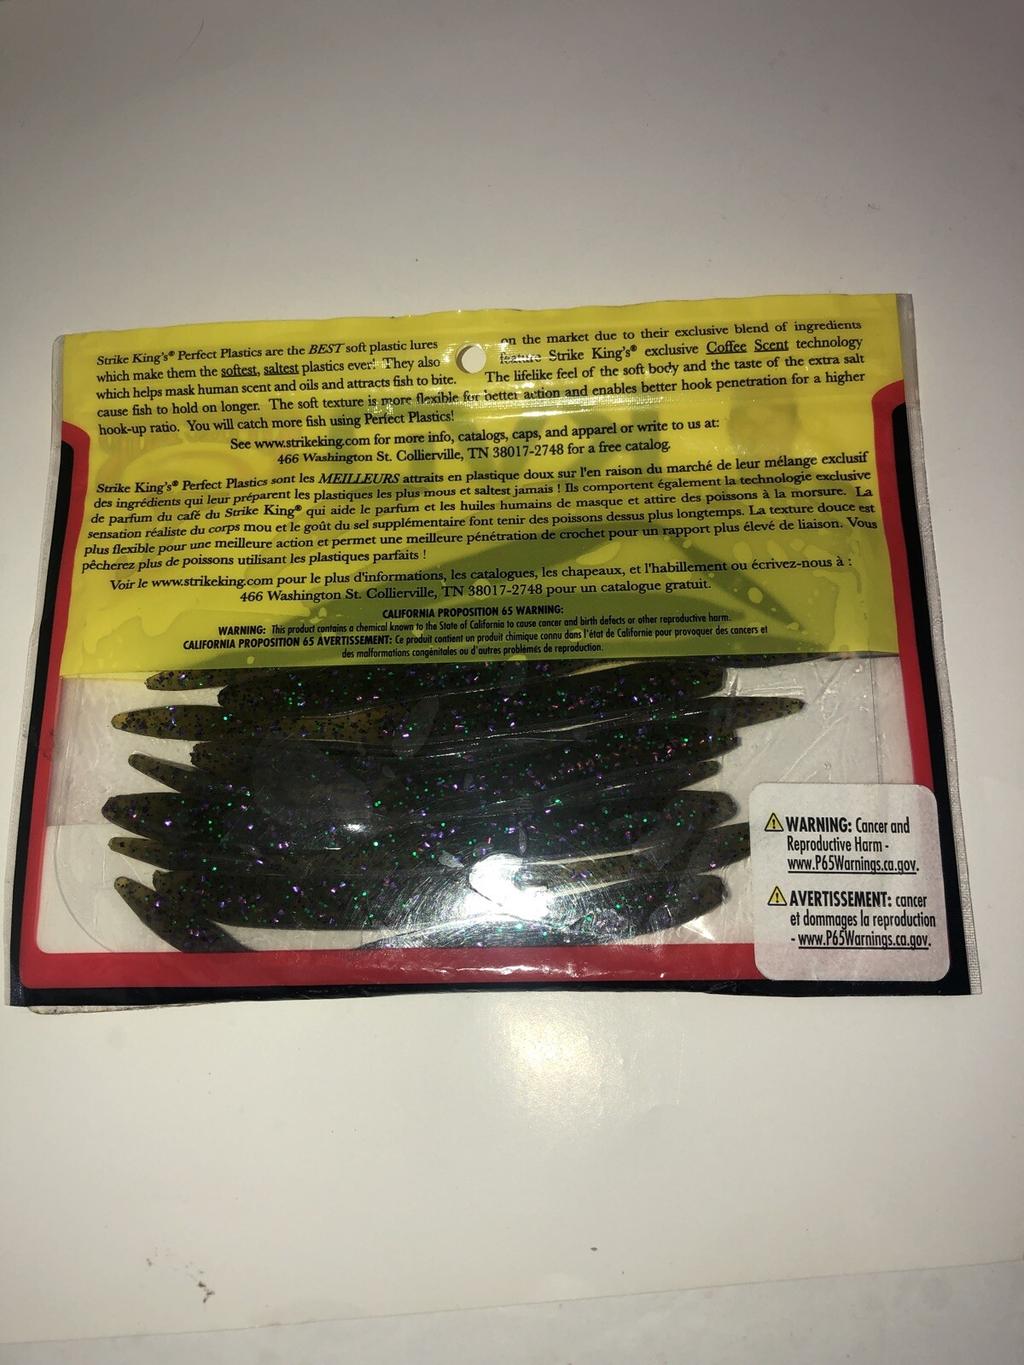 Strike King's® Perfect Plastics are the BEST soft plastic lures on the market due to their exclusive blend of ingredients
which make them the softest, saltest plastics ever! They also feature Strike King's® exclusive Coffee Scent technology
which helps mask human scent and oils and attracts fish to bite. The lifelike feel of the soft body and the taste of the extra salt
cause fish to hold on longer. The soft texture is more flexible for better action and enables better hook penetration for a higher
hook-up ratio. You will catch more fish using Perfect Plastics!
See www.strikeking.com for more info, catalogs, caps, and apparel or write to us at:
466 Washington St. Collierville, TN 38017-2748 for a free catalog.
Strike King's® Perfect Plastics sont les MEILLEURS attraits en plastique doux sur l'en raison du marché de leur mélange exclusif
des ingrédients qui leur préparent les plastiques les plus mous et saltest jamais ! Ils comportent également la technologie exclusive
de parfum du café du Strike King® qui aide le parfum et les huiles humains de masque et attire des poissons à la morsure. La
sensation réaliste du corps mou et le goût du sel supplémentaire font tenir des poissons dessus plus longtemps. La texture douce est
plus flexible pour une meilleure action et permet une meilleure pénétration de crochet pour un rapport plus élevé de liaison. Vous
pêcherez plus de poissons utilisant les plastiques parfaits !
Voir le www.strikeking.com pour le plus d'informations, les catalogues, les chapeaux, et l'habillement ou écrivez-nous à :
466 Washington St. Collierville, TN 38017-2748 pour un catalogue gratuit.
CALIFORNIA PROPOSITION 65 WARNING:
WARNING: This product contains a chemical known to the State of California to cause cancer and birth defects or other reproductive harm.
CALIFORNIA PROPOSITION 65 AVERTISSEMENT: Ce produit contient un produit chimique connu dans l'état de Californie pour provoquer des cancers et
des malformations congénitales ou d'autres problèmés de reproduction.
WARNING: Cancer and
Reproductive Harm -
www.P65Warnings.ca.gov.
AVERTISSEMENT: cancer
et dommages la reproduction
- www.P65Warnings.ca.gov.